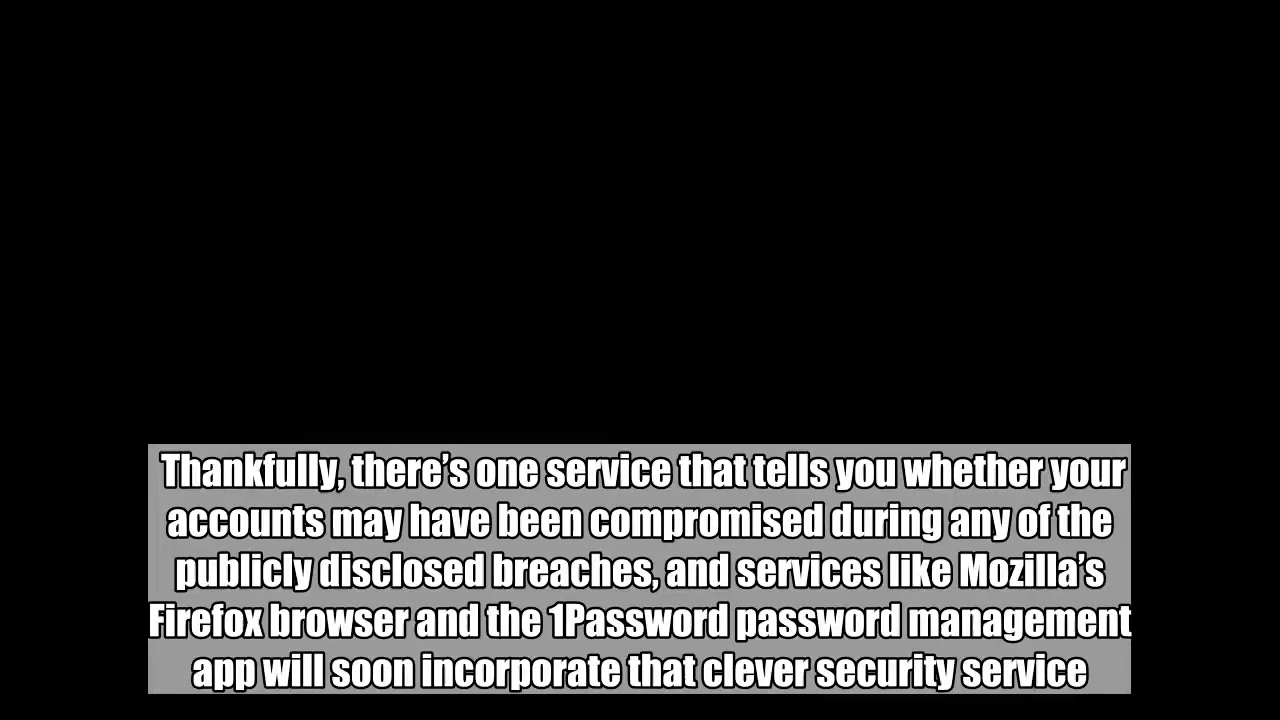 Thankfully, there’s one service that tells you whether your
accounts may have been compromised during any of the
publicly disclosed breaches, and services like Mozilla’s
Firefox browser and the 1Password password management
app will soon incorporate that clever security service